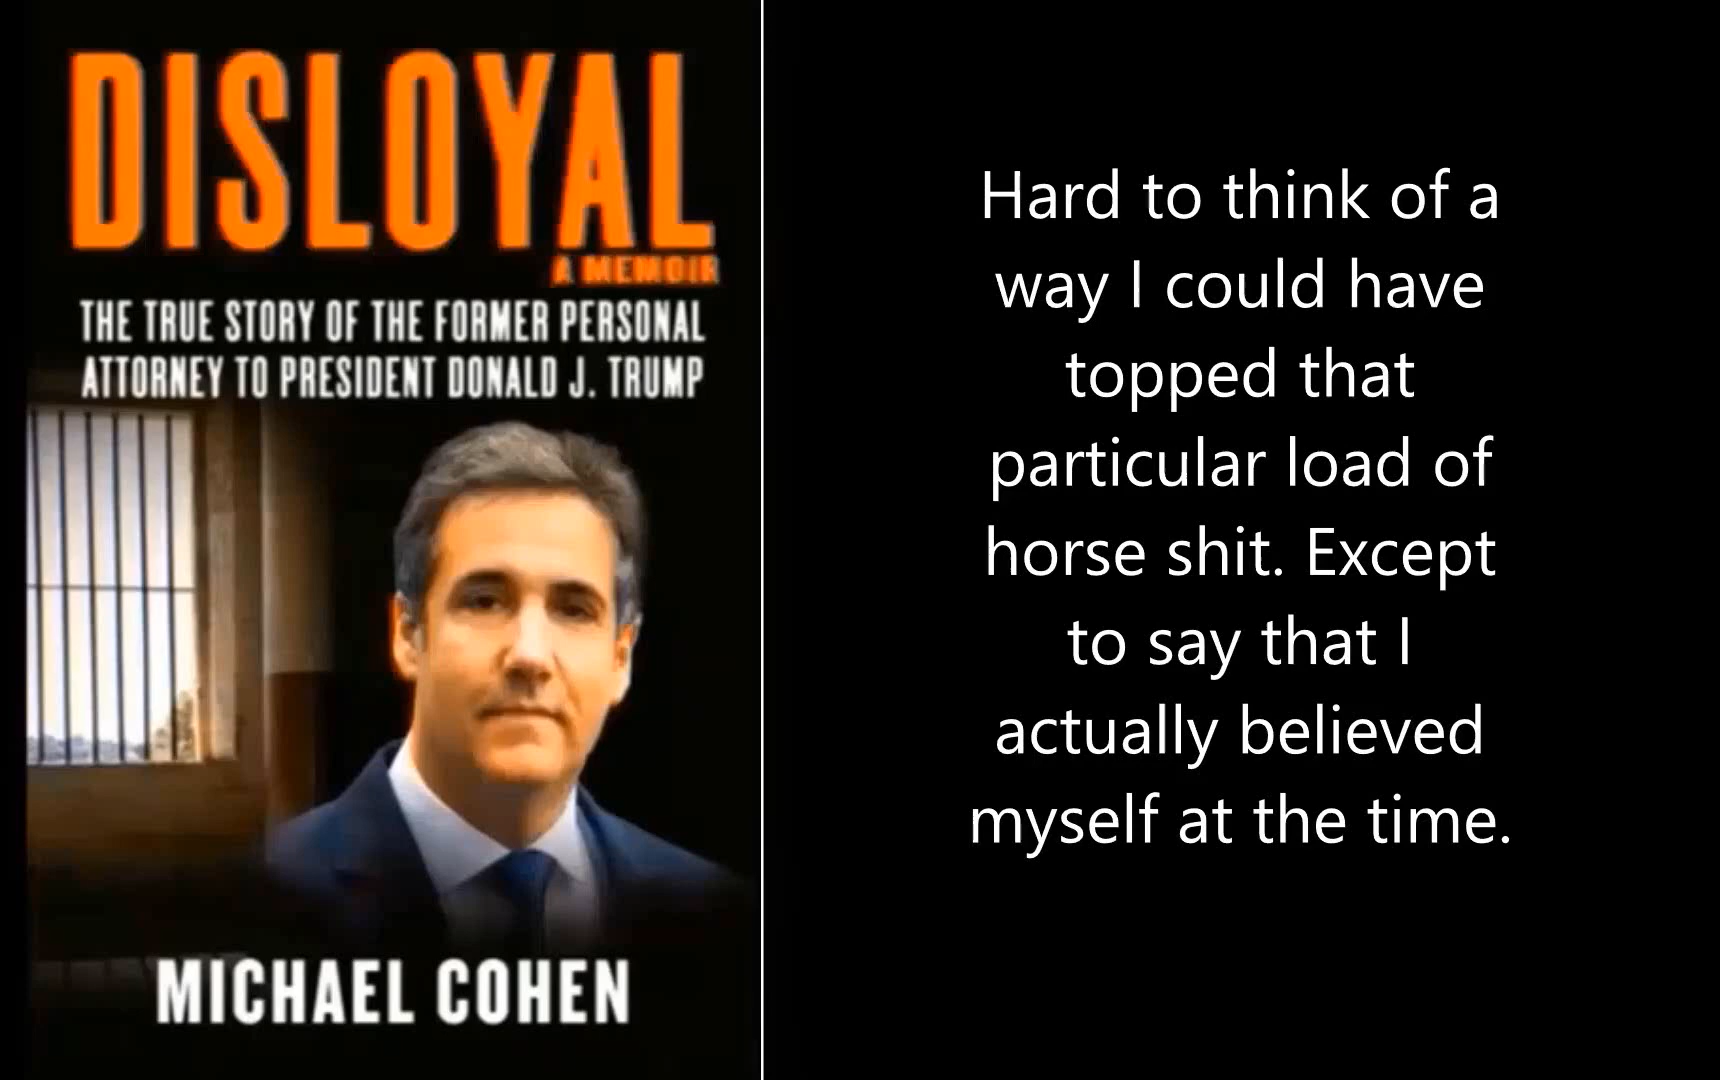 DISLOYAL
A MEMOIR
THE TRUE STORY OF THE FORMER PERSONAL
ATTORNEY TO PRESIDENT DONALD J. TRUMP
MICHAEL COHEN
Hard to think of a
way I could have
topped that
particular load of
horse shit. Except
to say that I
actually believed
myself at the time.